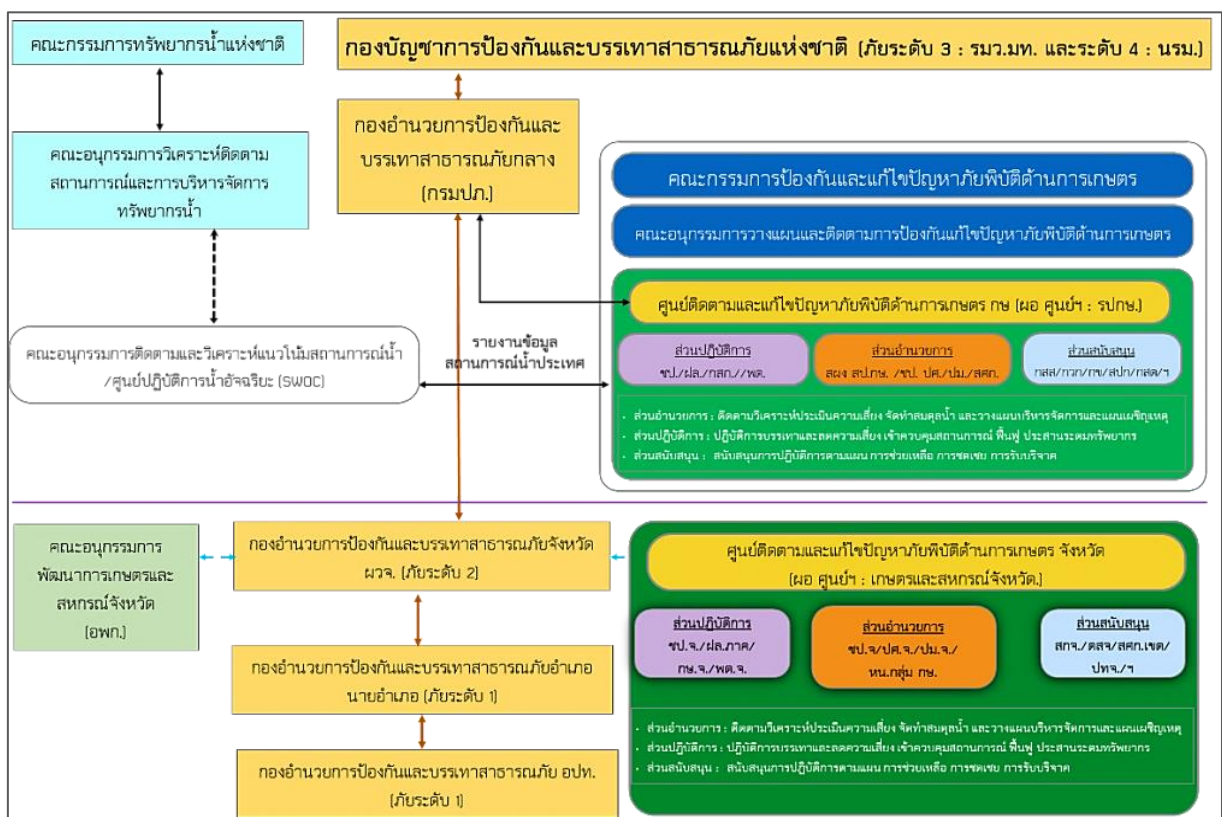 คณะกรรมการทรัพยากรน้ำแห่งชาติ
กองบัญชาการป้องกันและบรรเทาสาธารณภัยแห่งชาติ (ภัยระดับ 3 : รมว.มท. และระดับ 4 : นรม.)
กองอำนวยการป้องกันและ
บรรเทาสาธารณภัยกลาง
(กรมปภ.)
คณะอนุกรรมการวิเคราะห์ติดตาม
สถานการณ์และการบริหารจัดการ
ทรัพยากรน้ำ
คณะกรรมการป้องกันและแก้ไขปัญหาภัยพิบัติด้านการเกษตร
คณะอนุกรรมการวางแผนและติดตามการป้องกันแก้ไขปัญหาภัยพิบัติด้านการเกษตร
ศูนย์ติดตามและแก้ไขปัญหาภัยพิบัติด้านการเกษตร กษ (ผอ ศูนย์ฯ : รปกษ.)
คณะอนุกรรมการติดตามและวิเคราะห์แนวโน้มสถานการณ์น้ำ
/ศูนย์ปฏิบัติการน้ำอัจฉริยะ (SWOC)
รายงานข้อมูล
สถานการณ์น้ำประเทศ
ส่วนปฏิบัติการ
ชป./ฝล./กสก.//พด.
ส่วนอำนวยการ
สผง สป.กษ. /ชป. ปศ./ปม./สศก.
ส่วนสนับสนุน
กสส/กวก/กข/สปก/กสต/ฯ
• ส่วนอำนวยการ : ติดตามวิเคราะห์ประเมินความเสี่ยง จัดทำสมดุลน้ำ และวางแผนบริหารจัดการและแผนเผชิญเหตุ
• ส่วนปฏิบัติการ : ปฏิบัติการบรรเทาและลดความเสี่ยง เข้าควบคุมสถานการณ์ ฟื้นฟู ประสานระดมทรัพยากร
• ส่วนสนับสนุน : สนับสนุนการปฏิบัติการตามแผน การช่วยเหลือ การชดเชย การรับบริจาค
คณะอนุกรรมการ
พัฒนาการเกษตรและ
สหกรณ์จังหวัด
(อพก.)
กองอำนวยการป้องกันและบรรเทาสาธารณภัยจังหวัด
ผวจ. (ภัยระดับ 2)
กองอำนวยการป้องกันและบรรเทาสาธารณภัยอำเภอ
นายอำเภอ (ภัยระดับ 1)
กองอำนวยการป้องกันและบรรเทาสาธารณภัย อปท.
(ภัยระดับ 1)
ศูนย์ติดตามและแก้ไขปัญหาภัยพิบัติด้านการเกษตร จังหวัด
(ผอ ศูนย์ฯ : เกษตรและสหกรณ์จังหวัด.)
ส่วนปฏิบัติการ
ชป.จ./ฝล.ภาค/
กษ.จ./พด.จ.
ส่วนอำนวยการ
ชป.จ/ปศ.จ./ปม.จ./
หน.กลุ่ม กษ.
ส่วนสนับสนุน
สกจ./ตสจ/สศก.เขต/
ปทจ./ฯ
• ส่วนอำนวยการ : ติดตามวิเคราะห์ประเมินความเสี่ยง จัดทำสมดุลน้ำ และวางแผนบริหารจัดการและแผนเผชิญเหตุ
• ส่วนปฏิบัติการ : ปฏิบัติการบรรเทาและลดความเสี่ยง เข้าควบคุมสถานการณ์ ฟื้นฟู ประสานระดมทรัพยากร
• ส่วนสนับสนุน : สนับสนุนการปฏิบัติการตามแผน การช่วยเหลือ การชดเชย การรับบริจาค